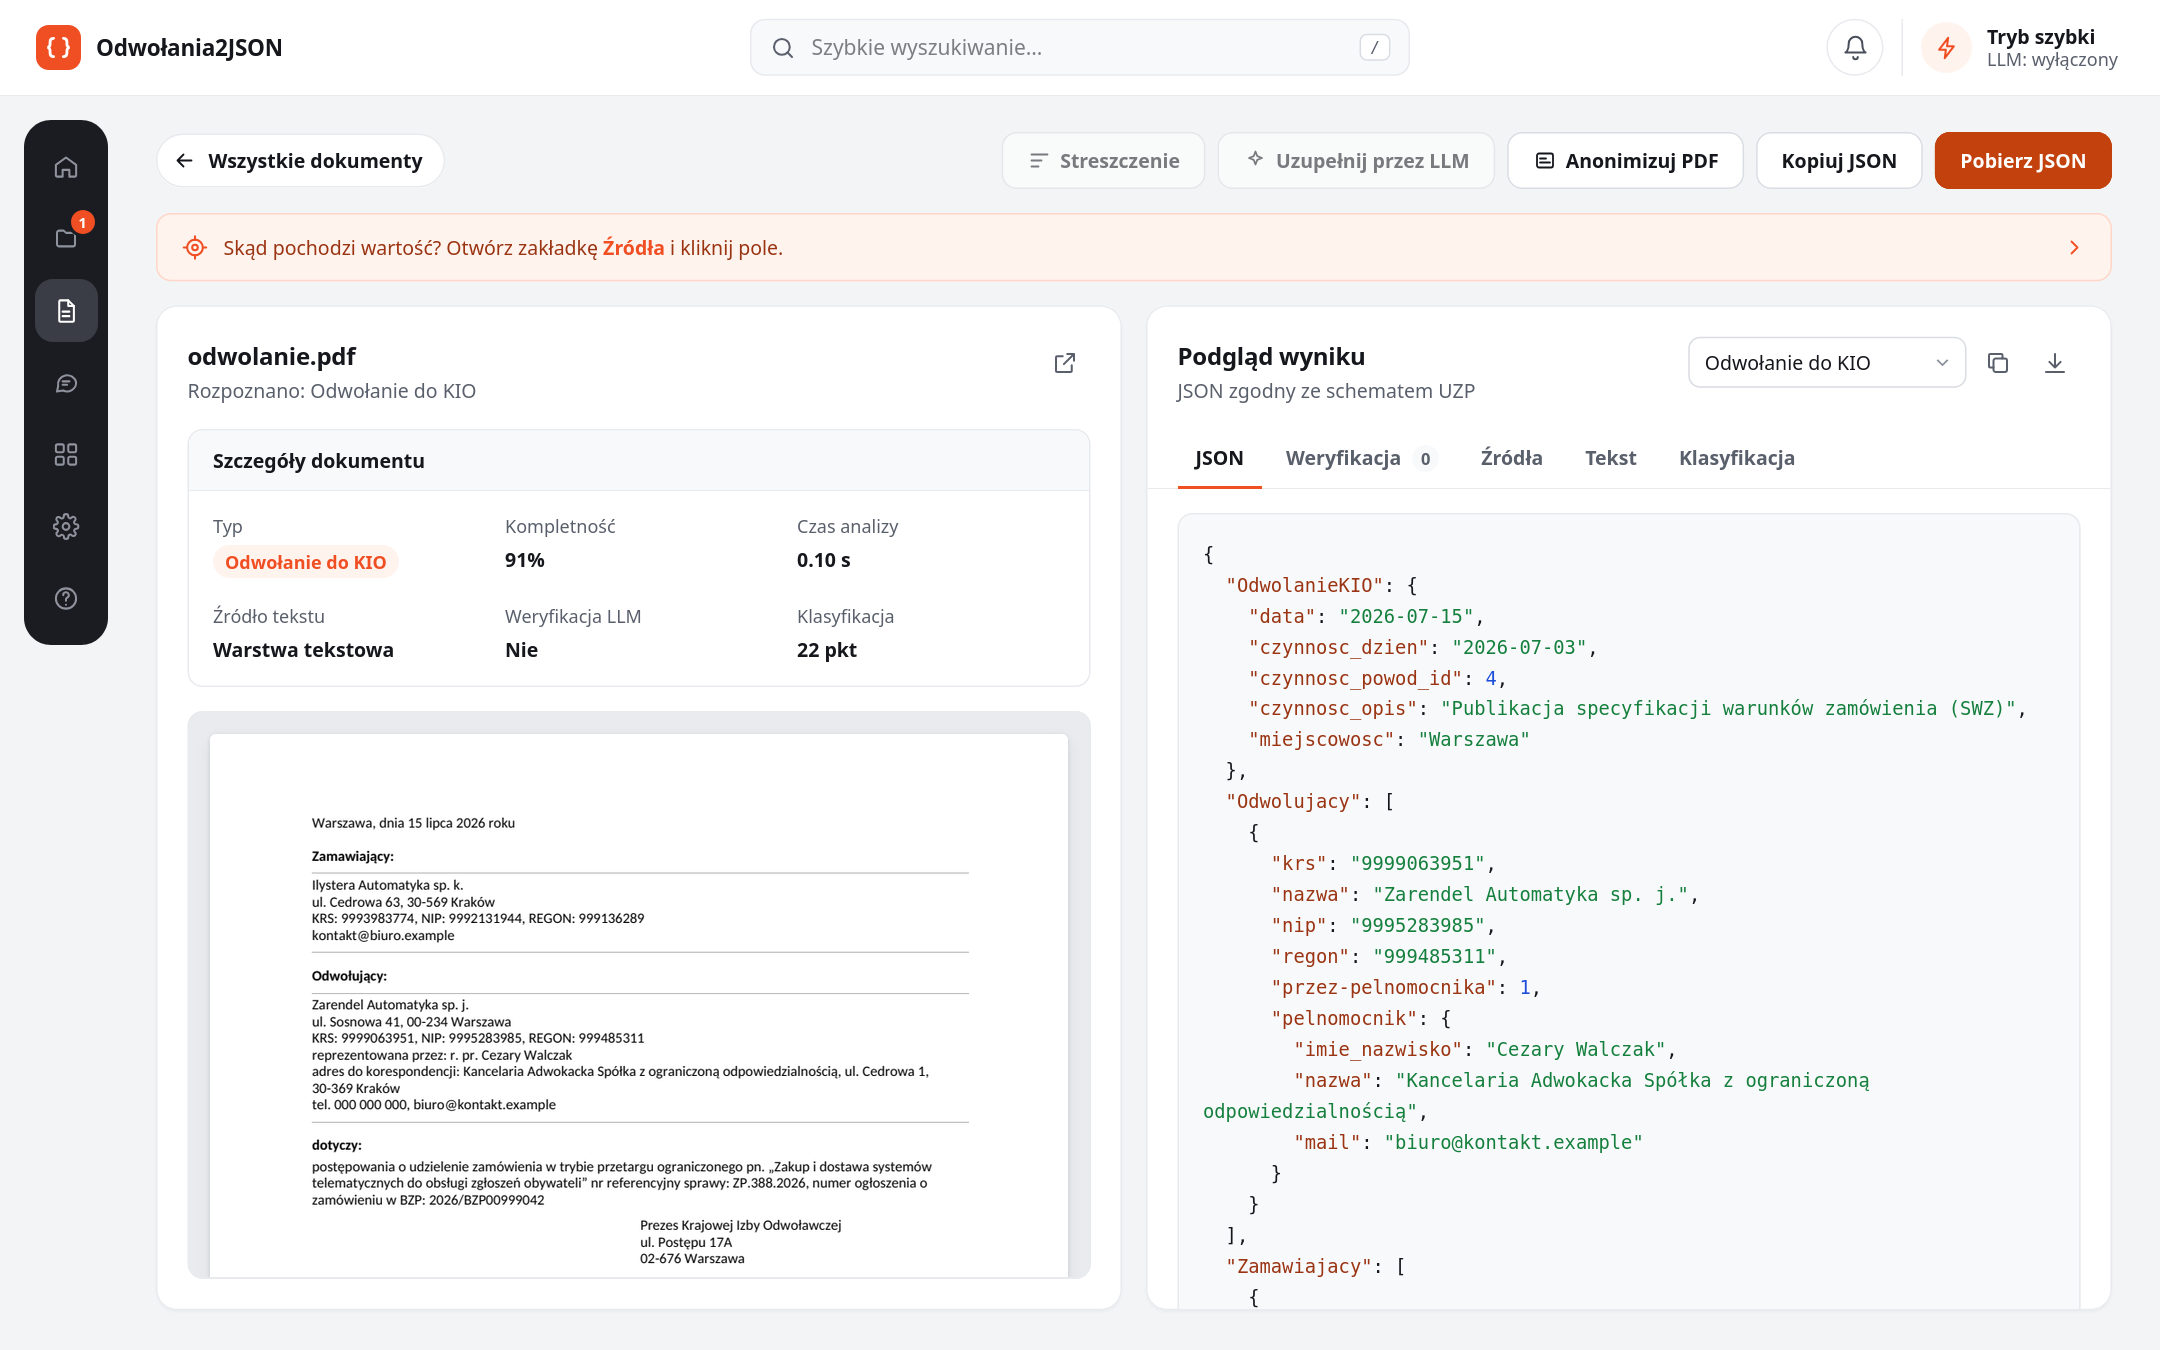 Odwołania2JSON
Szybkie wyszukiwanie...
/
Tryb szybki
LLM: wyłączony
1
Wszystkie dokumenty
Streszczenie
Uzupełnij przez LLM
Anonimizuj PDF
Kopiuj JSON
Pobierz JSON
Skąd pochodzi wartość? Otwórz zakładkę Źródła i kliknij pole.
odwolanie.pdf
Rozpoznano: Odwołanie do KIO
Szczegóły dokumentu
Typ
Kompletność
Czas analizy
Odwołanie do KIO
91%
0.10 s
Źródło tekstu
Weryfikacja LLM
Klasyfikacja
Warstwa tekstowa
Nie
22 pkt
Warszawa, dnia 15 lipca 2026 roku
Zamawiający:
Ilystera Automatyka sp. k.
ul. Cedrowa 63, 30-569 Kraków
KRS: 9993983774, NIP: 9992131944, REGON: 999136289
kontakt@biuro.example
Odwołujący:
Zarendel Automatyka sp. j.
ul. Sosnowa 41, 00-234 Warszawa
KRS: 9999063951, NIP: 9995283985, REGON: 999485311
reprezentowana przez: r. pr. Cezary Walczak
adres do korespondencji: Kancelaria Adwokacka Spółka z ograniczoną odpowiedzialnością, ul. Cedrowa 1,
30-369 Kraków
tel. 000 000 000, biuro@kontakt.example
dotyczy:
postępowania o udzielenie zamówienia w trybie przetargu ograniczonego pn. „Zakup i dostawa systemów
telematycznych do obsługi zgłoszeń obywateli” nr referencyjny sprawy: ZP.388.2026, numer ogłoszenia o
zamówieniu w BZP: 2026/BZP00999042
Prezes Krajowej Izby Odwoławczej
ul. Postępu 17A
02-676 Warszawa
Podgląd wyniku
JSON zgodny ze schematem UZP
Odwołanie do KIO
JSON
Weryfikacja 0
Źródła
Tekst
Klasyfikacja
{
"OdwolanieKIO": {
"data": "2026-07-15",
"czynnosc_dzien": "2026-07-03",
"czynnosc_powod_id": 4,
"czynnosc_opis": "Publikacja specyfikacji warunków zamówienia (SWZ)",
"miejscowosc": "Warszawa"
},
"Odwolujacy": [
{
"krs": "9999063951",
"nazwa": "Zarendel Automatyka sp. j.",
"nip": "9995283985",
"regon": "999485311",
"przez-pelnomocnika": 1,
"pelnomocnik": {
"imie_nazwisko": "Cezary Walczak",
"nazwa": "Kancelaria Adwokacka Spółka z ograniczoną
odpowiedzialnością",
"mail": "biuro@kontakt.example"
}
}
],
"Zamawiajacy": [
{